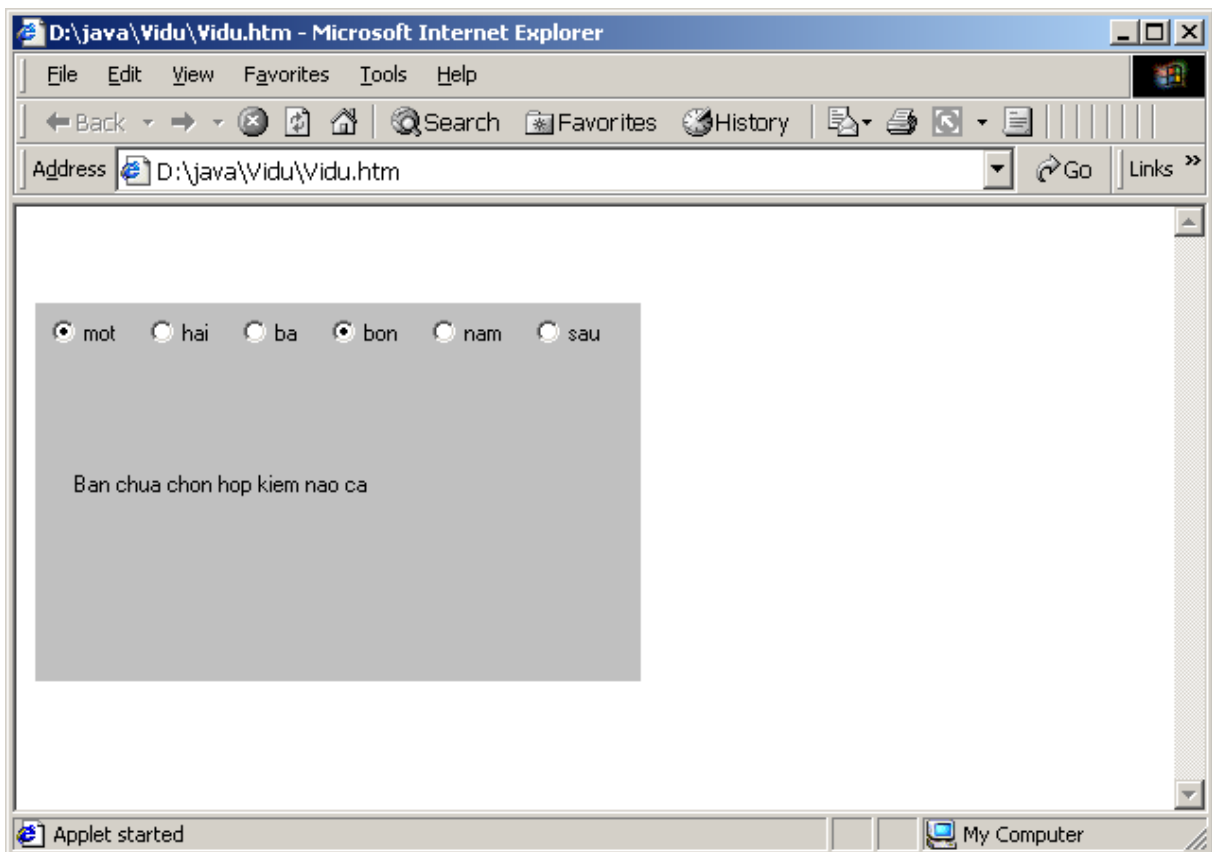 D:\java\Vidu\Vidu.htm - Microsoft Internet Explorer
File Edit View Favorites Tools Help
Back Search Favorites History
Address D:\java\Vidu\Vidu.htm Go Links »
mot hai ba bon nam sau
Ban chua chon hop kiem nao ca
Applet started My Computer